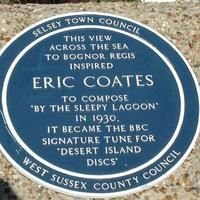 SELSEY TOWN COUNCIL
THIS VIEW
ACROSS THE SEA
TO BOGNOR REGIS
INSPIRED
ERIC COATES
TO COMPOSE
'BY THE SLEEPY LAGOON'
IN 1930,
IT BECAME THE BBC
SIGNATURE TUNE FOR
'DESERT ISLAND
DISCS'
WEST SUSSEX COUNTY COUNCIL